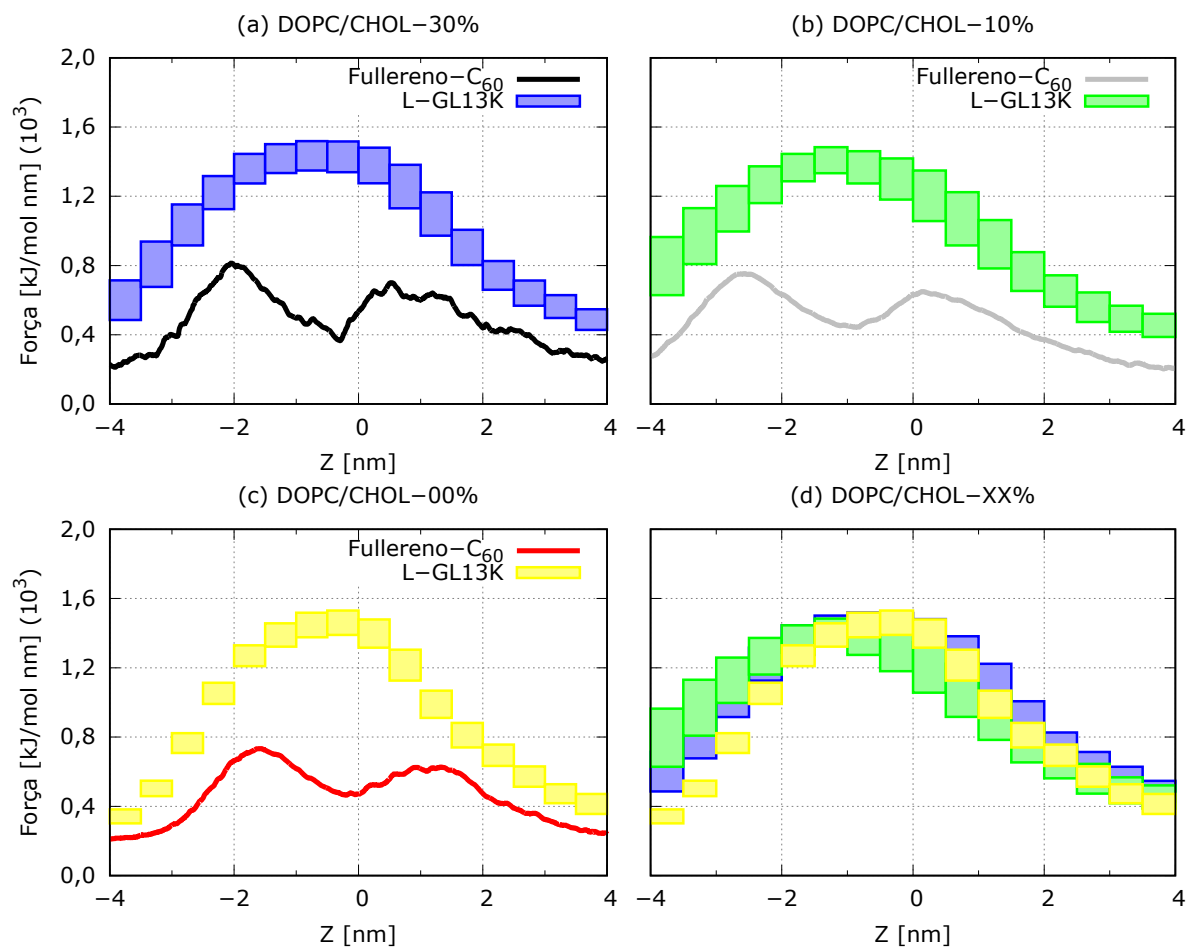 (a) DOPC/CHOL−30%
Força [kJ/mol nm] (10³)
2,0
1,6
1,2
0,8
0,4
0,0
Fullereno−C₆₀
L−GL13K
−4
−2
0
2
4
Z [nm]
(b) DOPC/CHOL−10%
Fullereno−C₆₀
L−GL13K
−4
−2
0
2
4
Z [nm]
(c) DOPC/CHOL−00%
Força [kJ/mol nm] (10³)
2,0
1,6
1,2
0,8
0,4
0,0
Fullereno−C₆₀
L−GL13K
−4
−2
0
2
4
Z [nm]
(d) DOPC/CHOL−XX%
−4
−2
0
2
4
Z [nm]